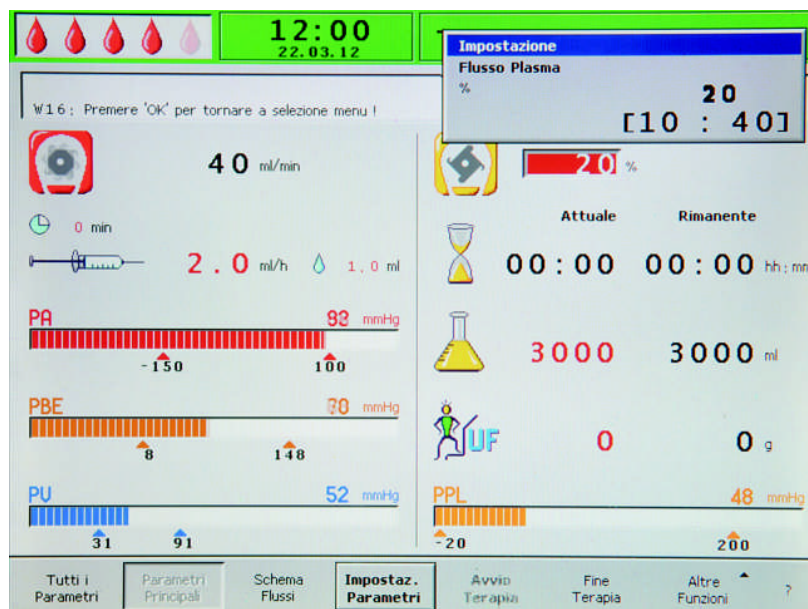 12:00
22.03.12
Impostazione
Flusso Plasma
%
20
[10 : 40]
W16: Premere 'OK' per tornare a selezione menu !
40 ml/min
20 %
0 min
Attuale Rimanente
2.0 ml/h 1.0 ml
00:00 00:00 hh:mm
PA mmHg
-150 100
3000 3000 ml
PBE mmHg
8 148
UF 0 0 g
PV 52 mmHg
31 91
PPL 48 mmHg
-20 200
Tutti i Parametri
Parametri Principali
Schema Flussi
Impostaz. Parametri
Avvio Terapia
Fine Terapia
Altre Funzioni
?